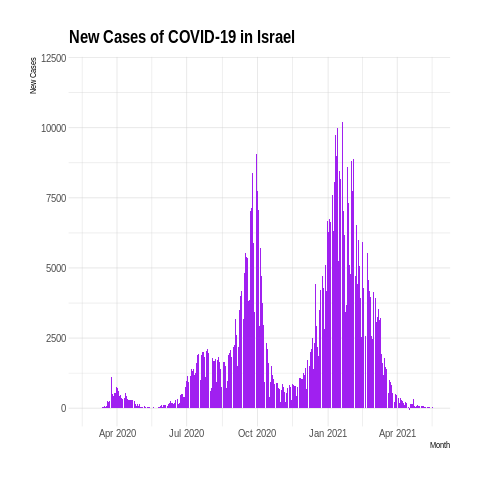 New Cases of COVID-19 in Israel
New Cases
12500
10000
7500
5000
2500
0
Apr 2020 Jul 2020 Oct 2020 Jan 2021 Apr 2021
Month